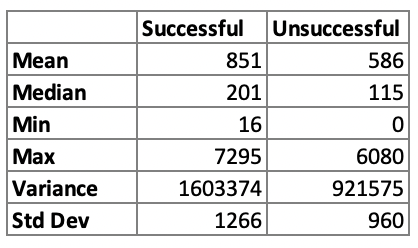 Successful Unsuccessful
Mean 851 586
Median 201 115
Min 16 0
Max 7295 6080
Variance 1603374 921575
Std Dev 1266 960